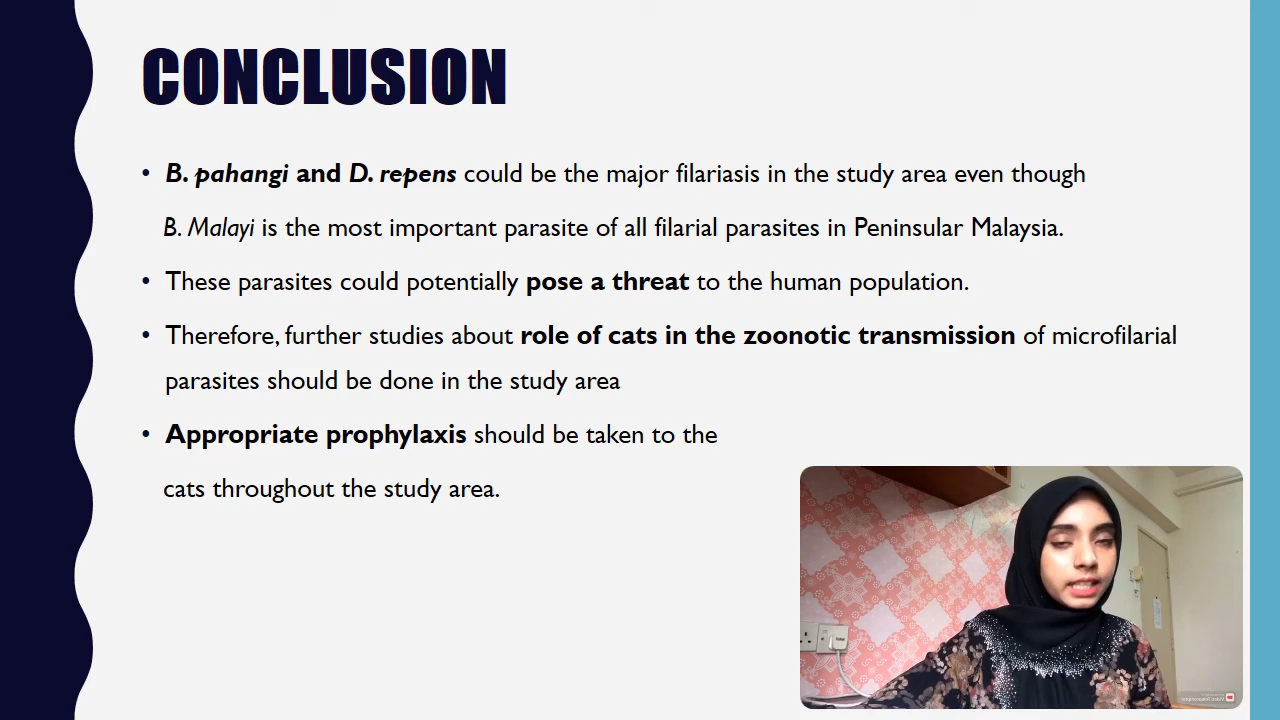 CONCLUSION
• B. pahangi and D. repens could be the major filariasis in the study area even though
B. Malayi is the most important parasite of all filarial parasites in Peninsular Malaysia.
• These parasites could potentially pose a threat to the human population.
• Therefore, further studies about role of cats in the zoonotic transmission of microfilarial
parasites should be done in the study area
• Appropriate prophylaxis should be taken to the
cats throughout the study area.